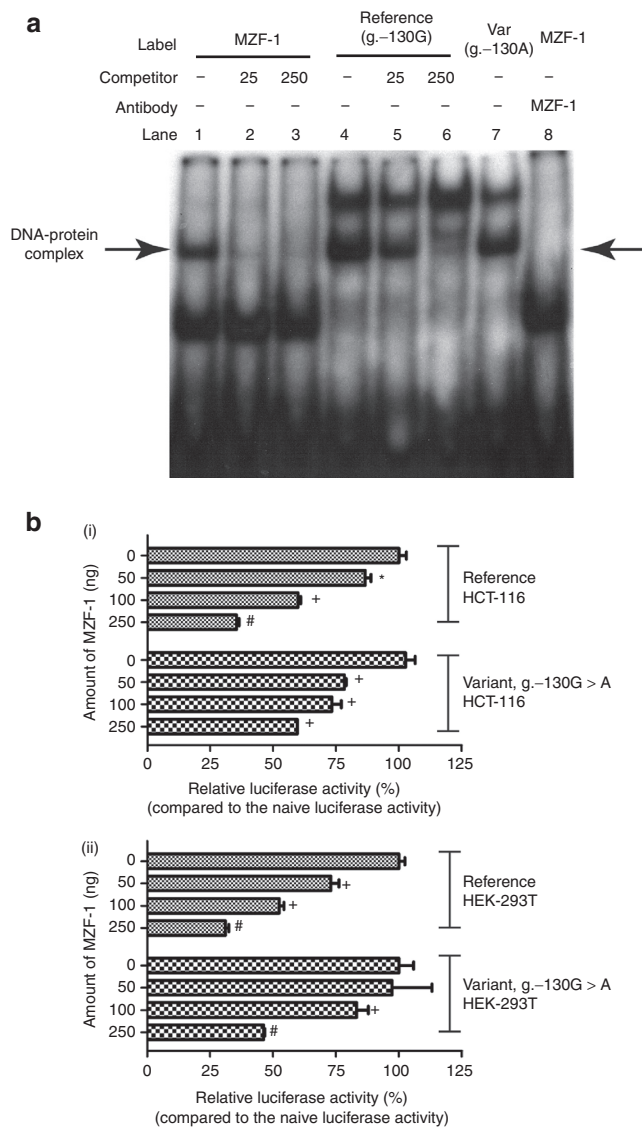 a
Label MZF-1 Reference (g.−130G) Var (g.−130A) MZF-1
Competitor – 25 250 – 25 250 – –
Antibody – – – – – – – MZF-1
Lane 1 2 3 4 5 6 7 8
DNA-protein complex
b
(i)
Amount of MZF-1 (ng)
0
50 *
100 +
250 #
Reference
HCT-116
0
50 +
100 +
250 +
Variant, g.−130G > A
HCT-116
0 25 50 75 100 125
Relative luciferase activity (%)
(compared to the naive luciferase activity)
(ii)
Amount of MZF-1 (ng)
0
50 +
100 +
250 #
Reference
HEK-293T
0
50
100 +
250 #
Variant, g.−130G > A
HEK-293T
0 25 50 75 100 125
Relative luciferase activity (%)
(compared to the naive luciferase activity)